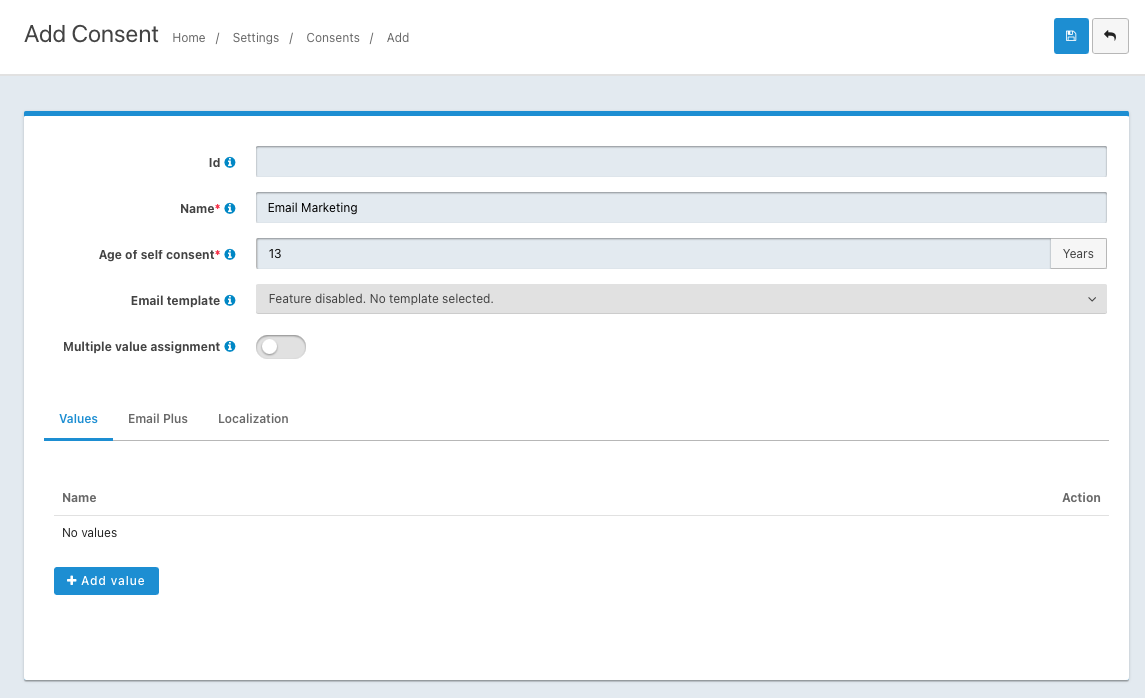 Add Consent Home / Settings / Consents / Add
Id
Name* Email Marketing
Age of self consent* 13 Years
Email template Feature disabled. No template selected.
Multiple value assignment
Values Email Plus Localization
Name Action
No values
Add value